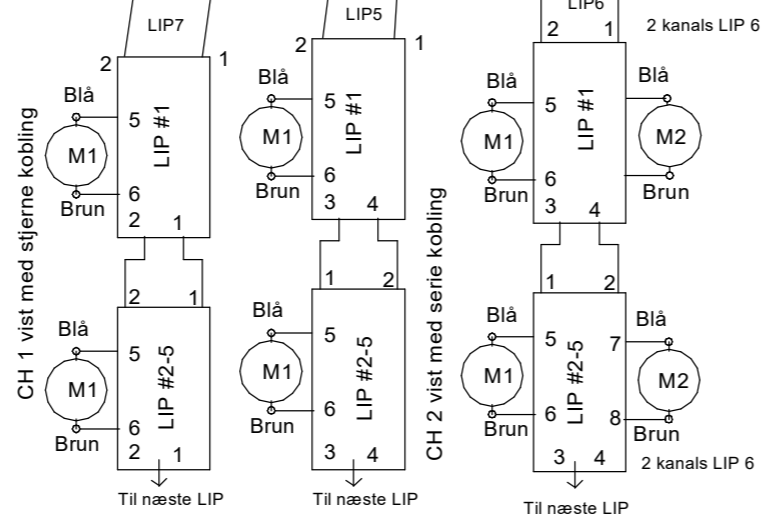 LIP7
2
1
Blå
5
M1
LIP #1
6
Brun
2
1
CH 1 vist med stjerne kobling
2
1
Blå
5
M1
LIP #2-5
6
Brun
2
1
Til næste LIP
LIP5
2
1
Blå
5
M1
LIP #1
6
Brun
3
4
1
2
Blå
5
M1
LIP #2-5
6
Brun
3
4
Til næste LIP
CH 2 vist med serie kobling
LIP6
2
1
2 kanals LIP 6
Blå
Blå
5
M1
LIP #1
M2
6
Brun
Brun
3
4
1
2
Blå
Blå
5
7
M1
LIP #2-5
M2
6
8
Brun
Brun
3
4
2 kanals LIP 6
Til næste LIP